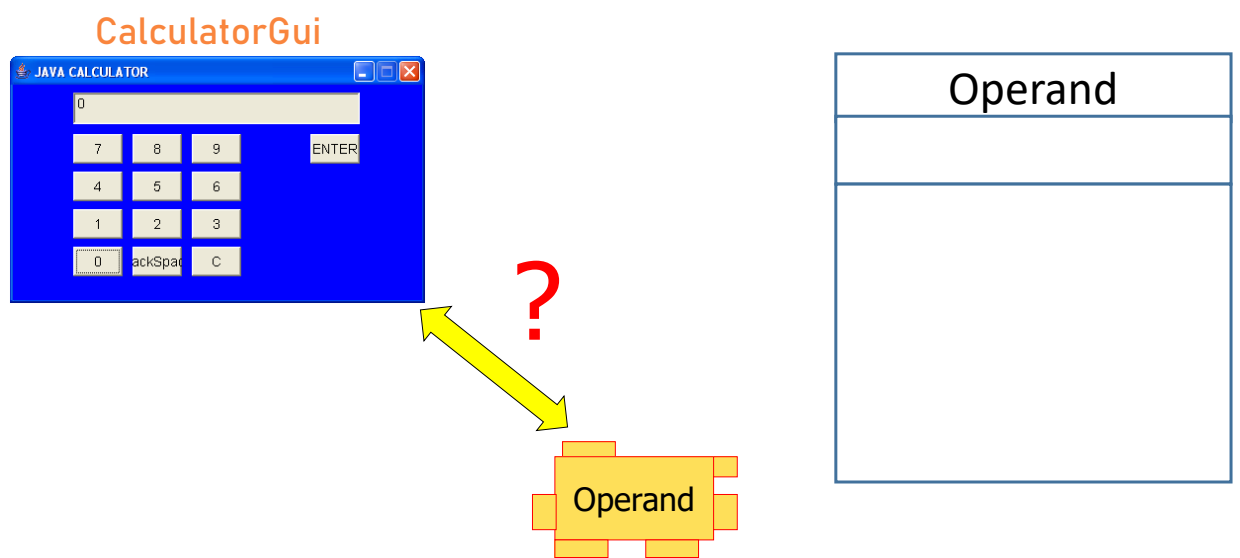 CalculatorGui
JAVA CALCULATOR
0
7 8 9 ENTER
4 5 6
1 2 3
0 ackSpac C
?
Operand
Operand